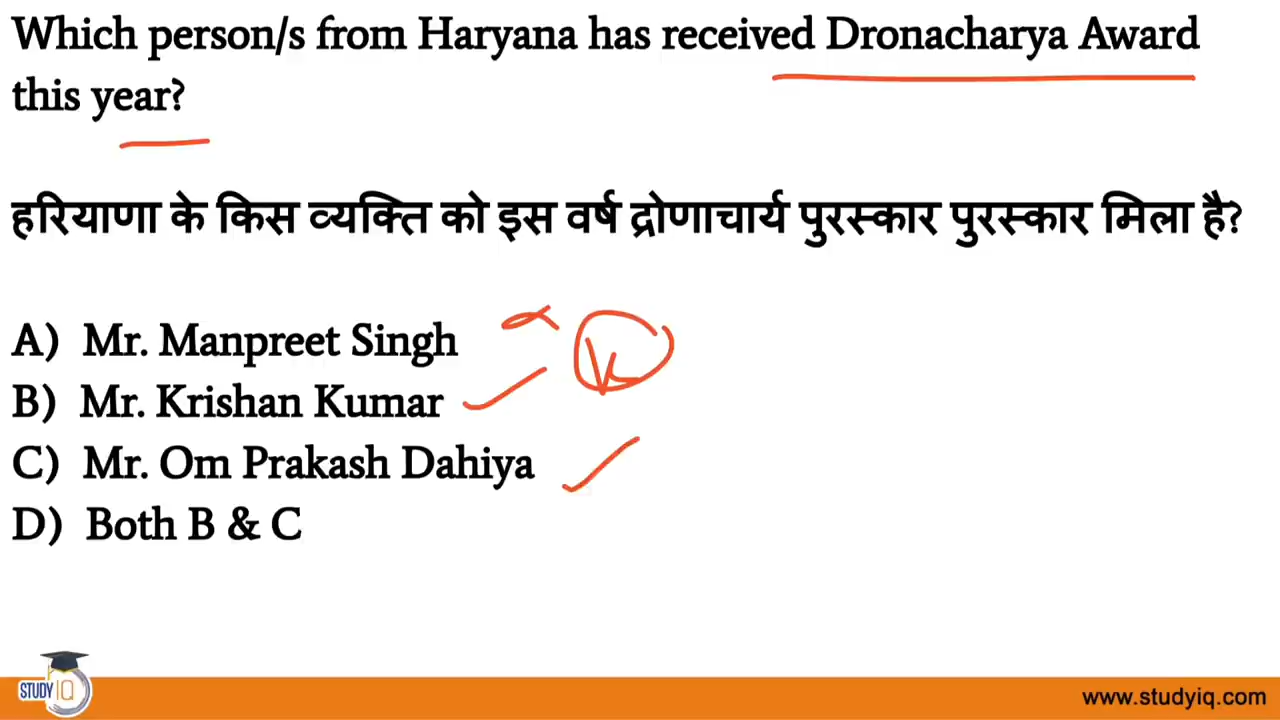 Which person/s from Haryana has received Dronacharya Award
this year?
हरियाणा के किस व्यक्ति को इस वर्ष द्रोणाचार्य पुरस्कार पुरस्कार मिला है?
A) Mr. Manpreet Singh
B) Mr. Krishan Kumar
C) Mr. Om Prakash Dahiya
D) Both B & C
STUDY IQ
www.studyiq.com